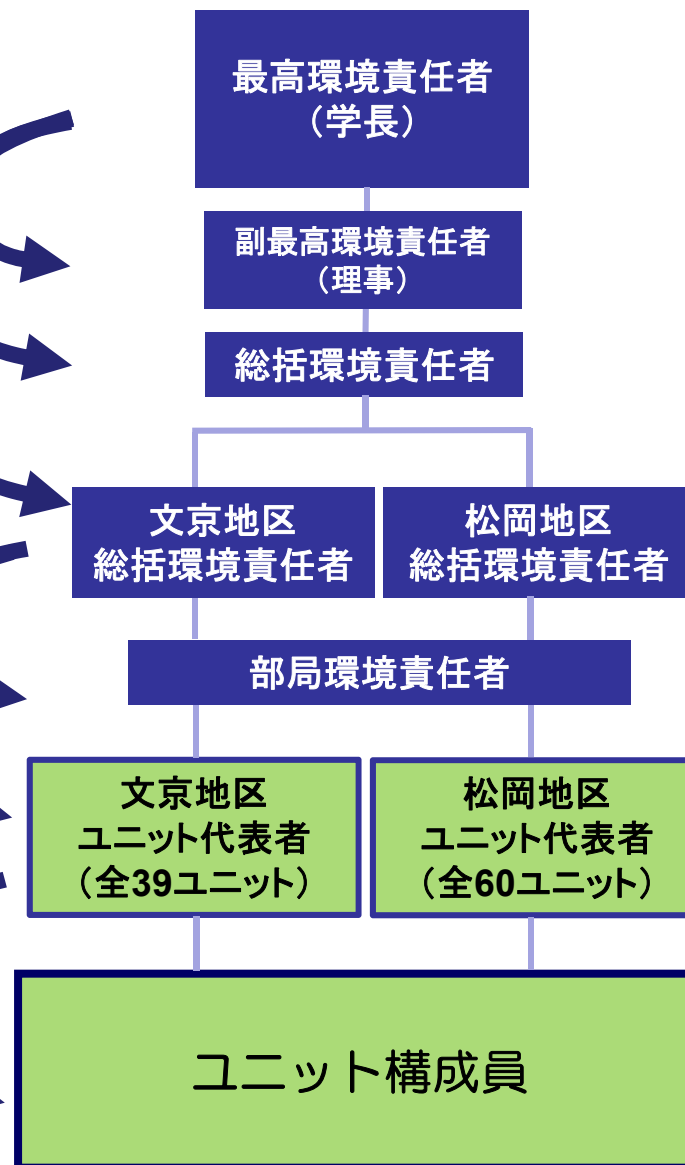 最高環境責任者
（学長）
副最高環境責任者
（理事）
総括環境責任者
文京地区
総括環境責任者
松岡地区
総括環境責任者
部局環境責任者
文京地区
ユニット代表者
（全39ユニット）
松岡地区
ユニット代表者
（全60ユニット）
ユニット構成員